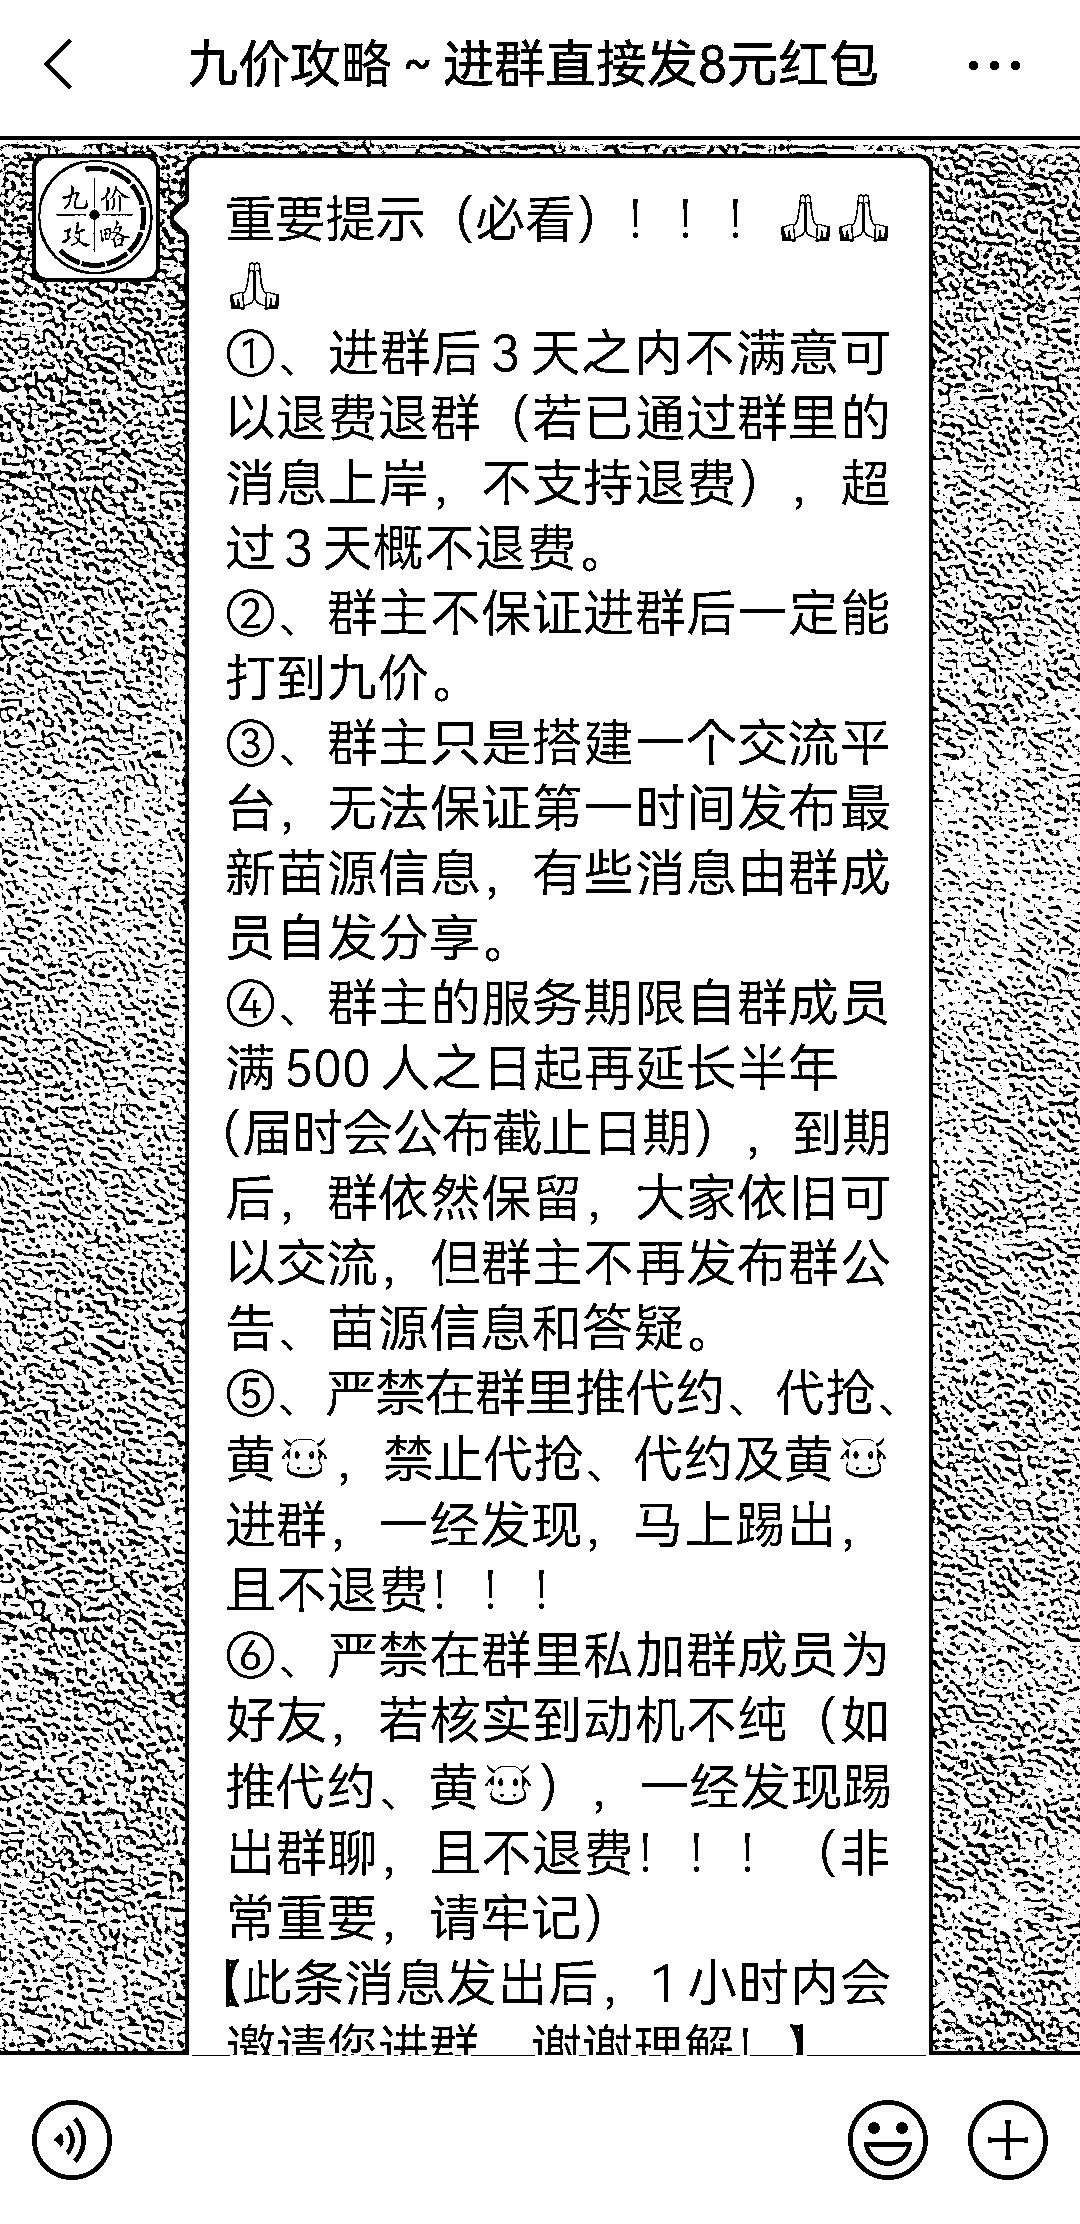 九价攻略~进群直接发8元红包
九价
攻略
重要提示（必看）！！！🙏🙏
🙏
①、进群后3天之内不满意可
以退费退群（若已通过群里的
消息上岸，不支持退费），超
过3天概不退费。
②、群主不保证进群后一定能
打到九价。
③、群主只是搭建一个交流平
台，无法保证第一时间发布最
新苗源信息，有些消息由群成
员自发分享。
④、群主的服务期限自群成员
满500人之日起再延长半年
(届时会公布截止日期），到期
后，群依然保留，大家依旧可
以交流，但群主不再发布群公
告、苗源信息和答疑。
⑤、严禁在群里推代约、代抢、
黄🐮，禁止代抢、代约及黄🐮
进群，一经发现，马上踢出，
且不退费！！！
⑥、严禁在群里私加群成员为
好友，若核实到动机不纯（如
推代约、黄🐮），一经发现踢
出群聊，且不退费！！！（非
常重要，请牢记）
【此条消息发出后，1小时内会
邀请您进群，谢谢理解！】